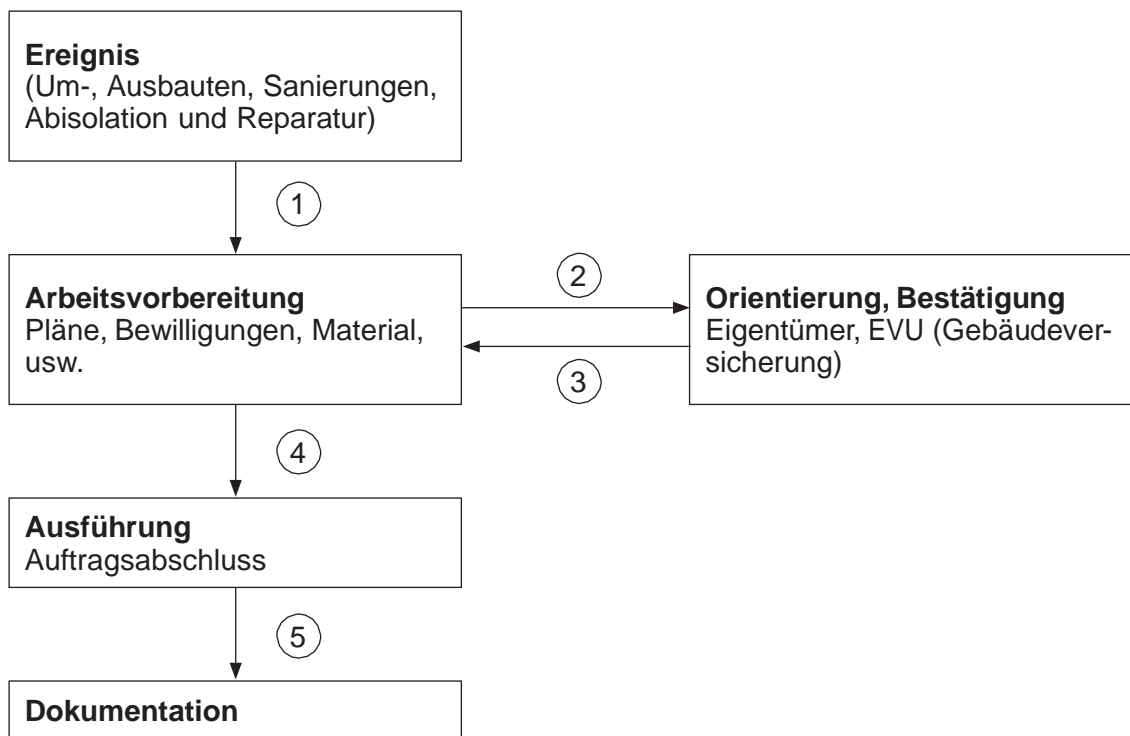 Ereignis
(Um-, Ausbauten, Sanierungen,
Abisolation und Reparatur)
1
Arbeitsvorbereitung
Pläne, Bewilligungen, Material,
usw.
2
3
Orientierung, Bestätigung
Eigentümer, EVU (Gebäudever-
sicherung)
4
Ausführung
Auftragsabschluss
5
Dokumentation